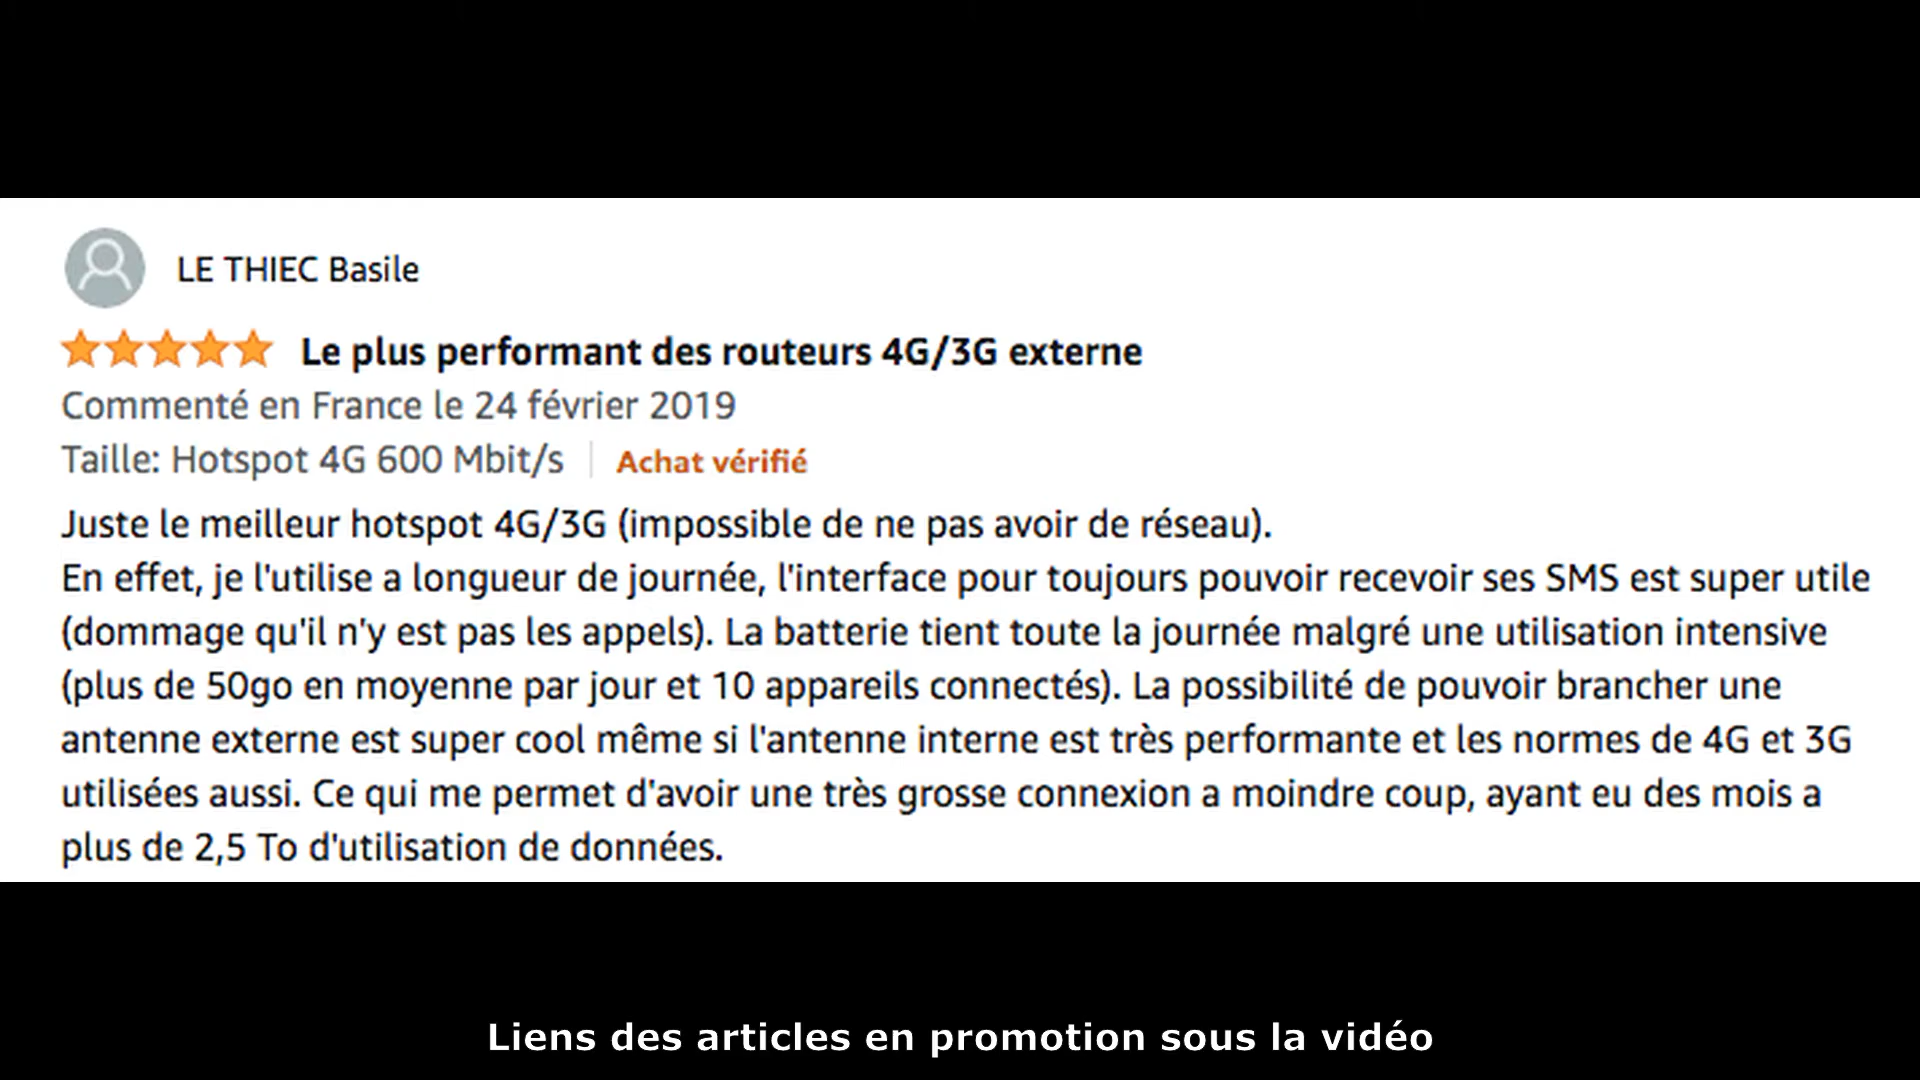 LE THIEC Basile
Le plus performant des routeurs 4G/3G externe
Commenté en France le 24 février 2019
Taille: Hotspot 4G 600 Mbit/s | Achat vérifié
Juste le meilleur hotspot 4G/3G (impossible de ne pas avoir de réseau).
En effet, je l'utilise a longueur de journée, l'interface pour toujours pouvoir recevoir ses SMS est super utile
(dommage qu'il n'y est pas les appels). La batterie tient toute la journée malgré une utilisation intensive
(plus de 50go en moyenne par jour et 10 appareils connectés). La possibilité de pouvoir brancher une
antenne externe est super cool même si l'antenne interne est très performante et les normes de 4G et 3G
utilisées aussi. Ce qui me permet d'avoir une très grosse connexion a moindre coup, ayant eu des mois a
plus de 2,5 To d'utilisation de données.
Liens des articles en promotion sous la vidéo